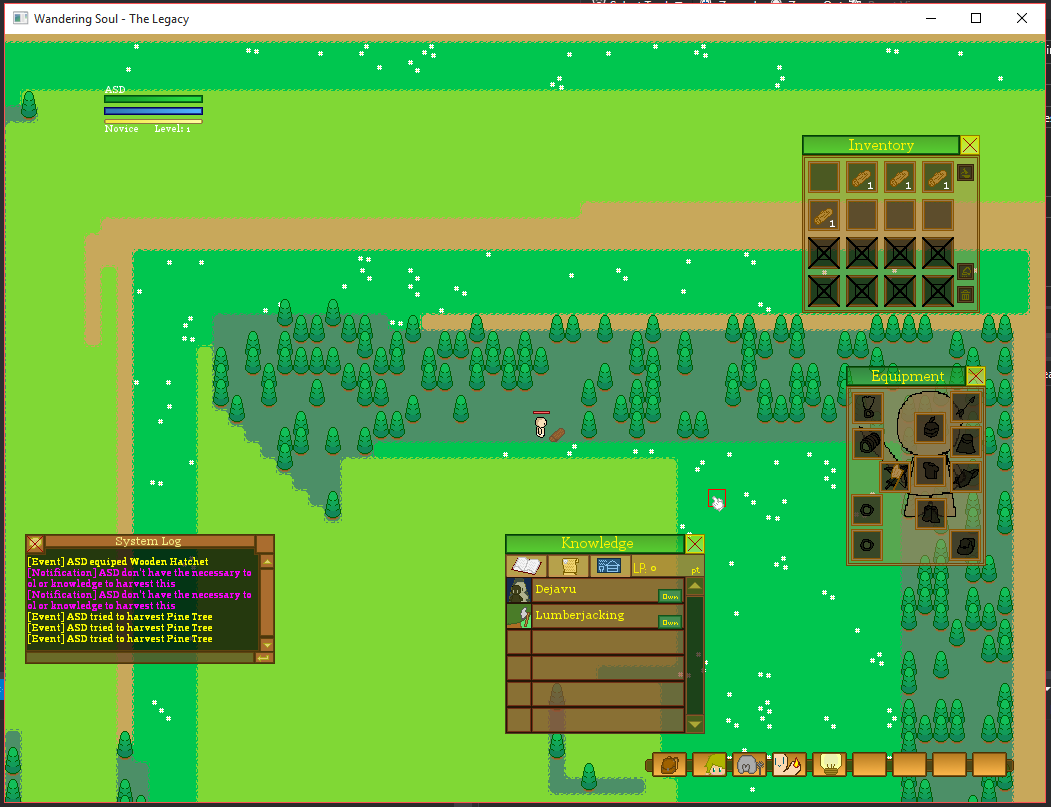 Wandering Soul - The Legacy
ASD
Novice Level: 1
Inventory
1
1
1
1
Equipment
System Log
[Event] ASD equiped Wooden Hatchet
[Notification] ASD don't have the necessary to
ol or knowledge to harvest this
[Notification] ASD don't have the necessary to
ol or knowledge to harvest this
[Event] ASD tried to harvest Pine Tree
[Event] ASD tried to harvest Pine Tree
[Event] ASD tried to harvest Pine Tree
Knowledge
LP: 0 pt
Dejavu
Own
Lumberjacking
Own